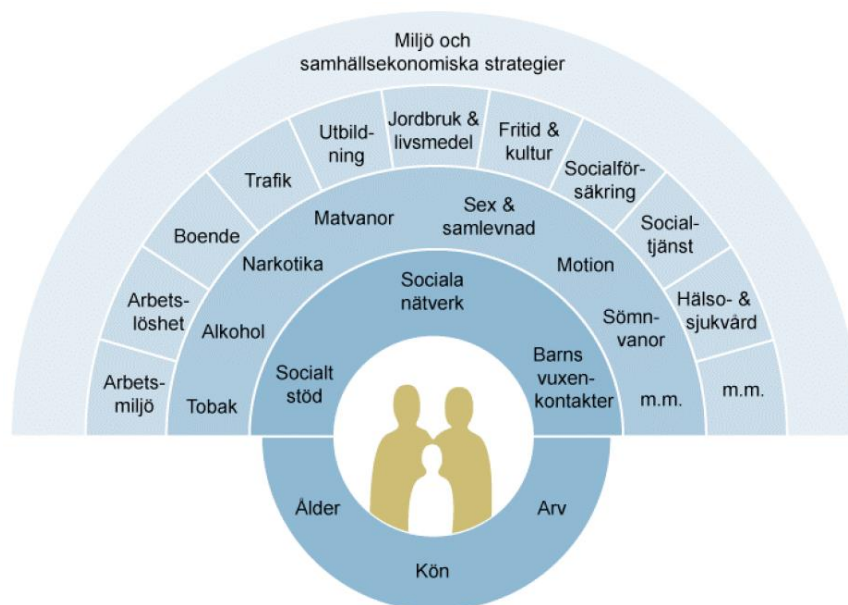 Miljö och
samhällsekonomiska strategier
Arbets-
miljö
Arbets-
löshet
Boende
Trafik
Utbild-
ning
Jordbruk &
livsmedel
Fritid &
kultur
Socialför-
säkring
Social-
tjänst
Hälso- &
sjukvård
m.m.
Tobak
Alkohol
Narkotika
Matvanor
Sex &
samlevnad
Motion
Sömn-
vanor
m.m.
Socialt
stöd
Sociala
nätverk
Barns
vuxen-
kontakter
Ålder
Kön
Arv